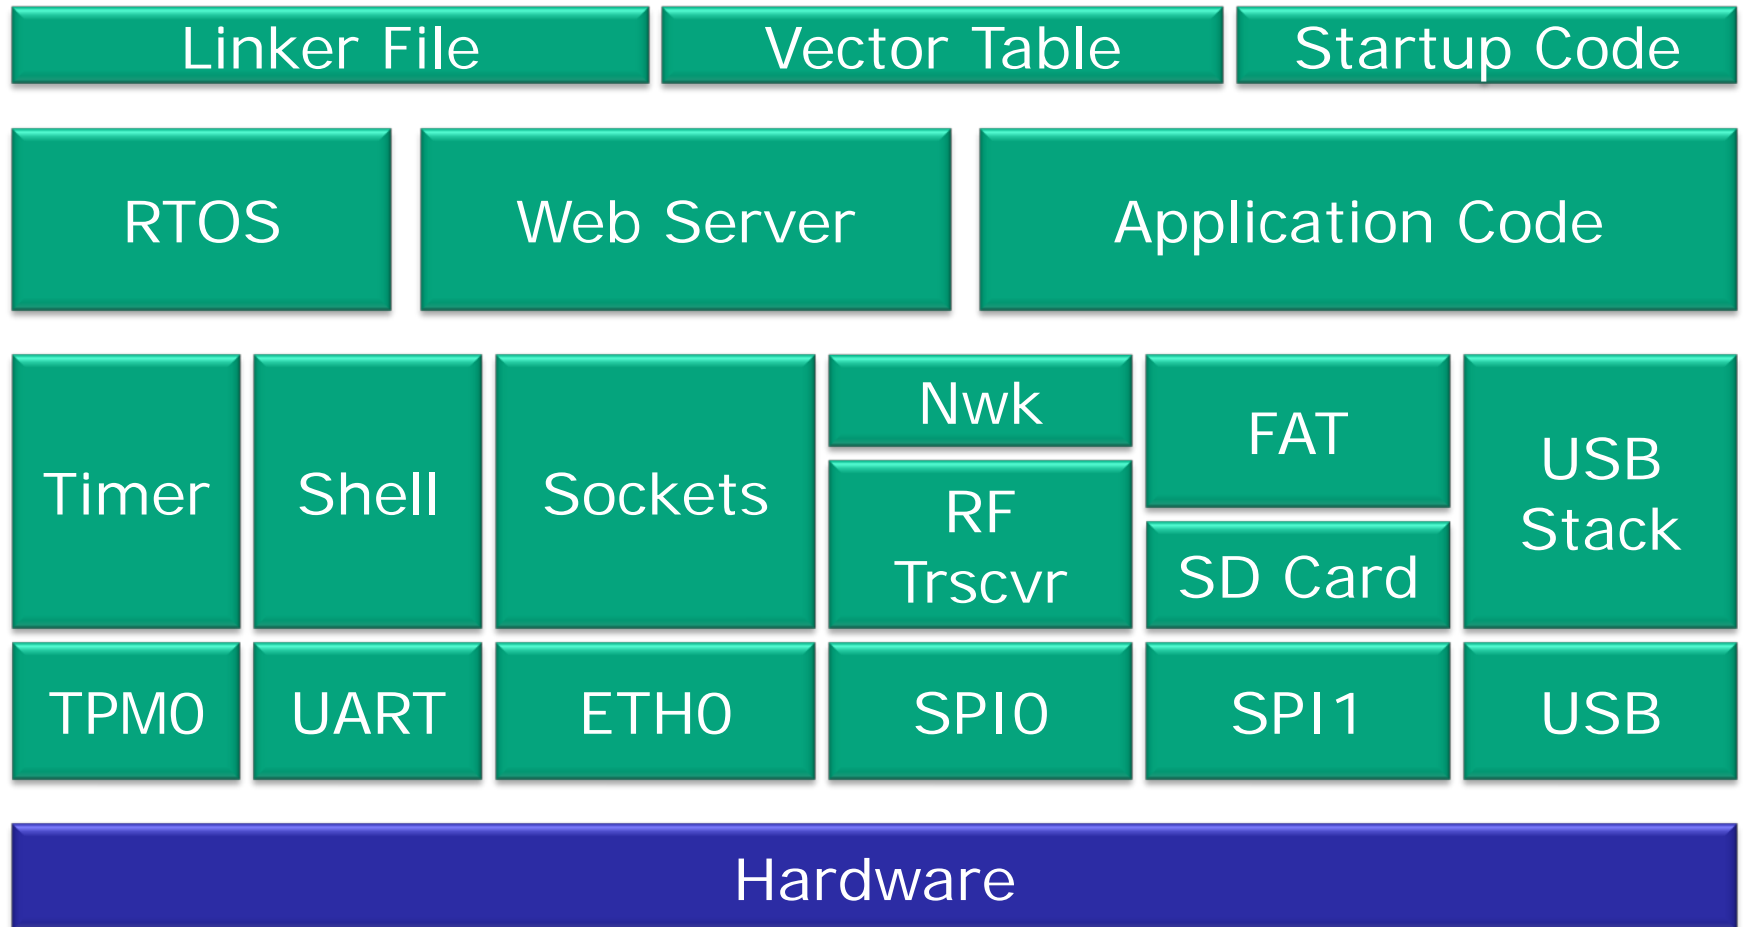 Linker File
Vector Table
Startup Code
RTOS
Web Server
Application Code
Timer
Shell
Sockets
Nwk
RF
Trscvr
FAT
SD Card
USB
Stack
TPM0
UART
ETH0
SPI0
SPI1
USB
Hardware